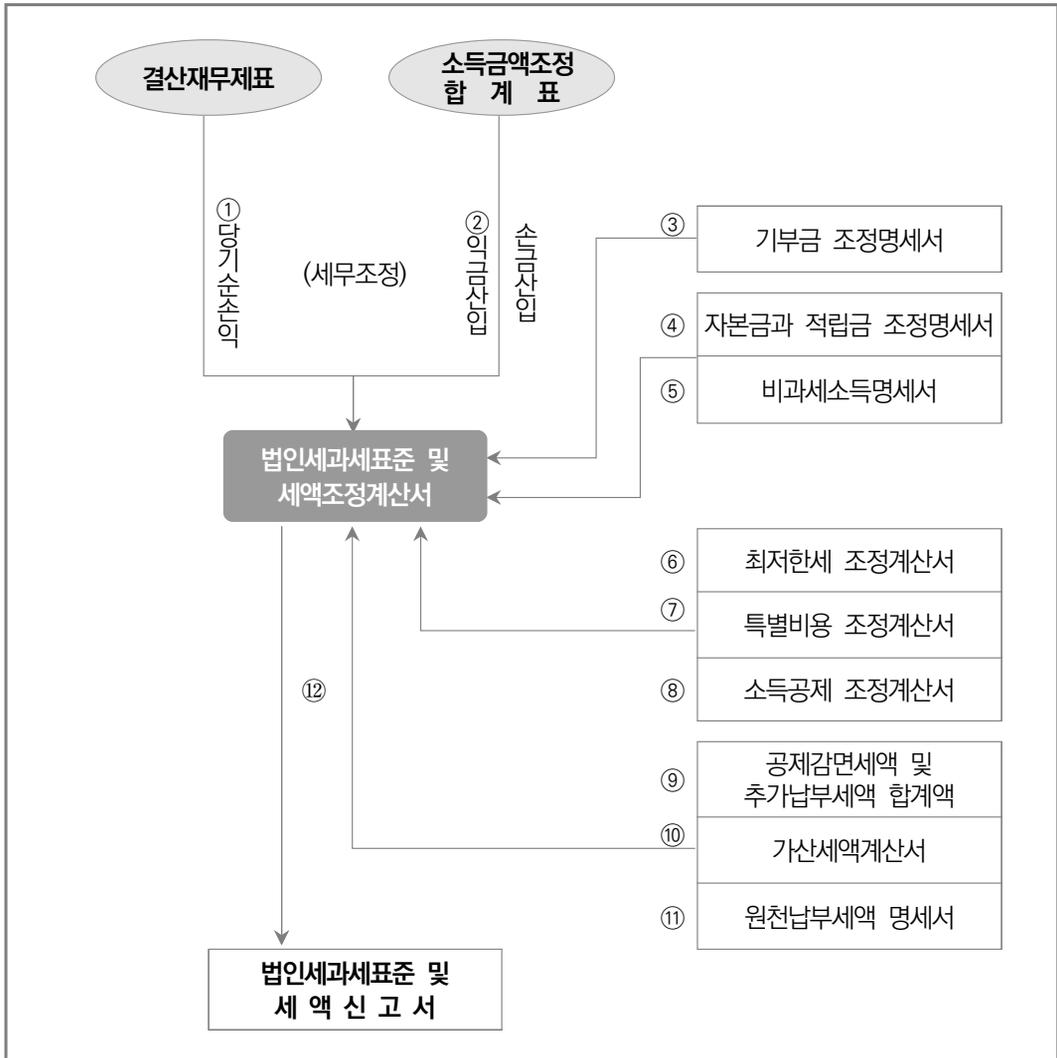 결산재무제표
소득금액조정
합 계 표
① 당기순손익
(세무조정)
② 익금산입
손금산입
③ 기부금 조정명세서
④ 자본금과 적립금 조정명세서
⑤ 비과세소득명세서
법인세과세표준 및
세액조정계산서
⑥ 최저한세 조정계산서
⑦ 특별비용 조정계산서
⑧ 소득공제 조정계산서
⑨ 공제감면세액 및
추가납부세액 합계액
⑩ 가산세액계산서
⑪ 원천납부세액 명세서
⑫
법인세과세표준 및
세 액 신 고 서